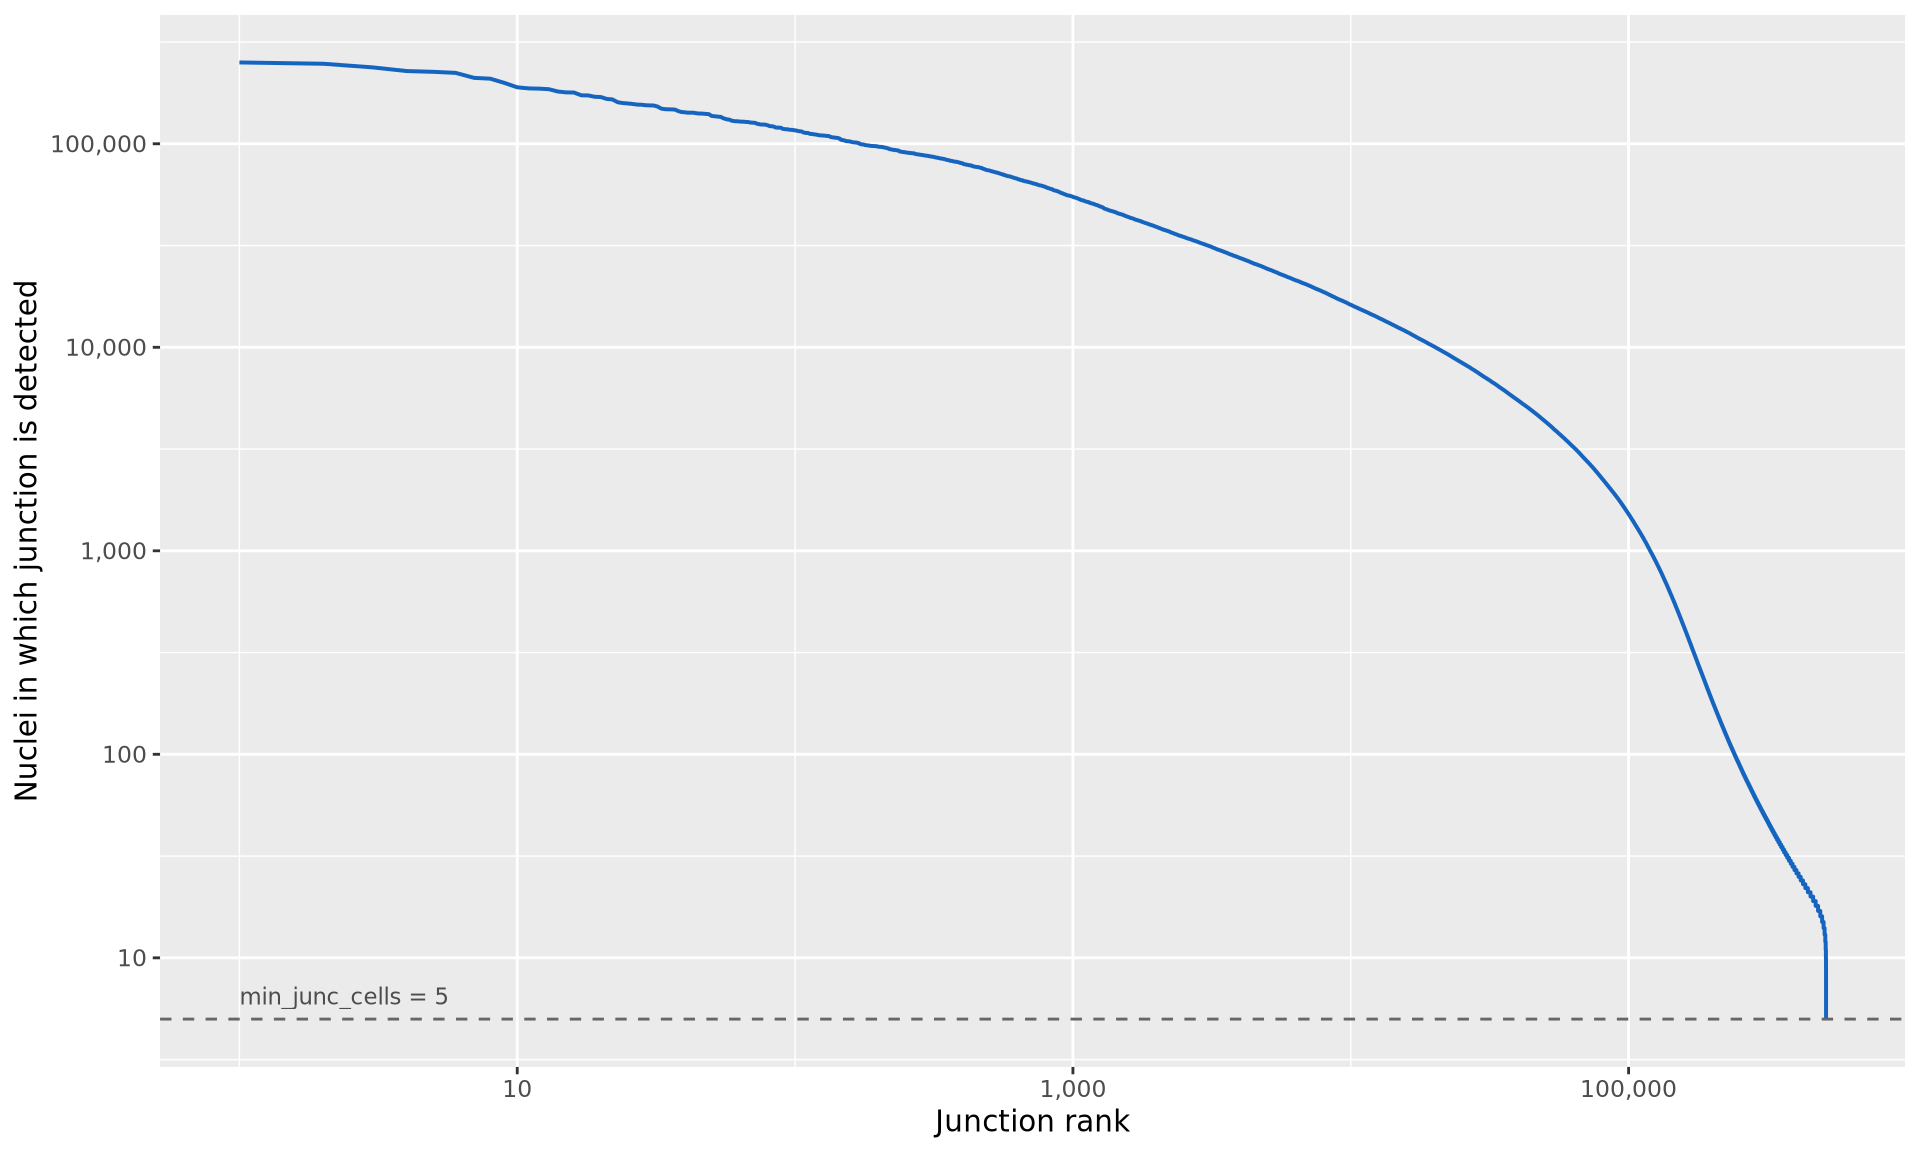 Nuclei in which junction is detected
100,000
10,000
1,000
100
10
min_junc_cells = 5
10
1,000
100,000
Junction rank